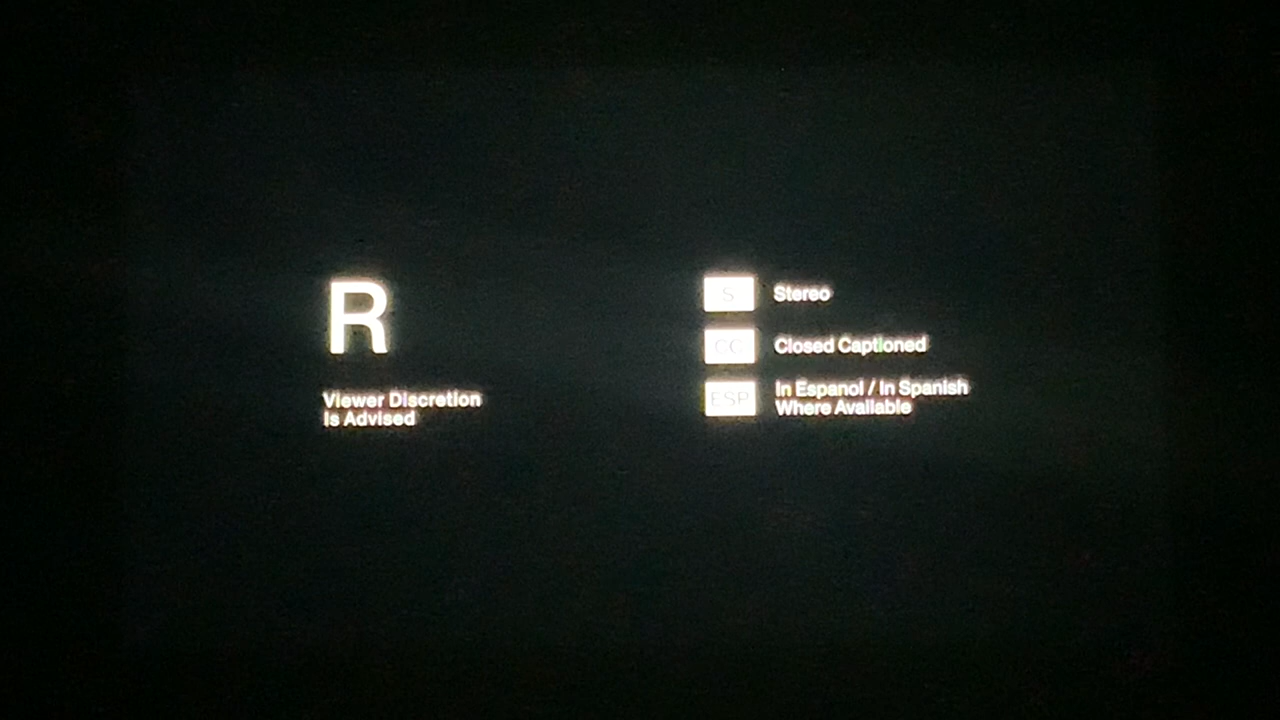 R
Viewer Discretion
Is Advised
S Stereo
CC Closed Captioned
ESP In Espanol / In Spanish
Where Available